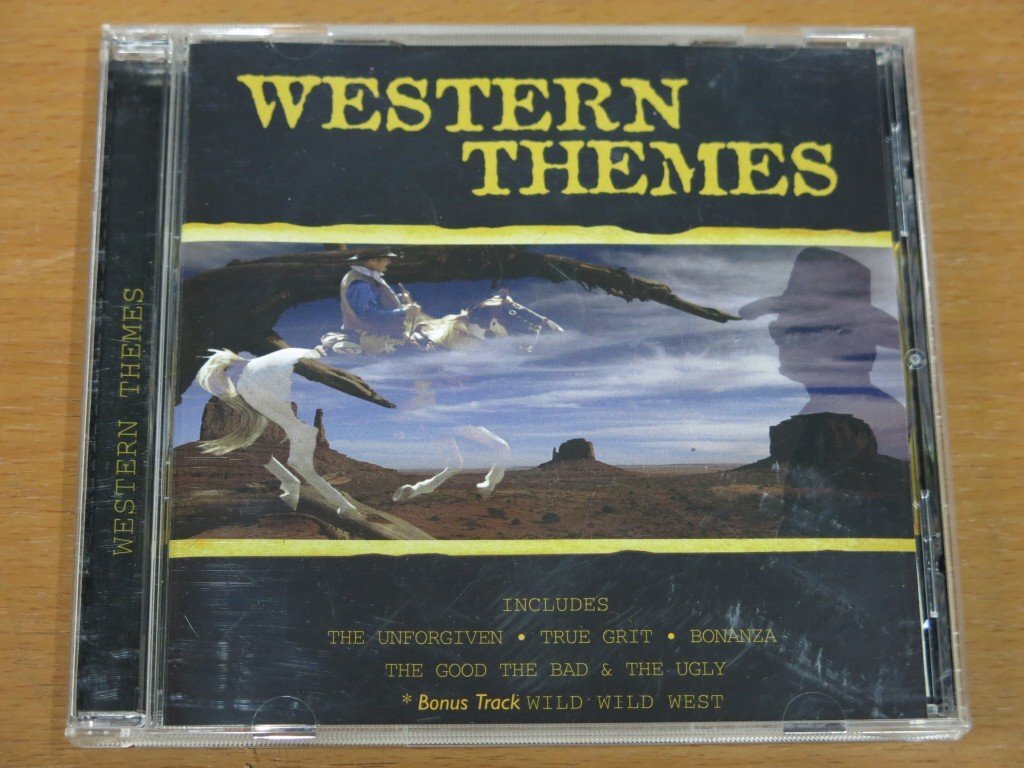 WESTERN
THEMES
WESTERN THEMES
INCLUDES
THE UNFORGIVEN • TRUE GRIT • BONANZA
THE GOOD THE BAD & THE UGLY
* Bonus Track WILD WILD WEST